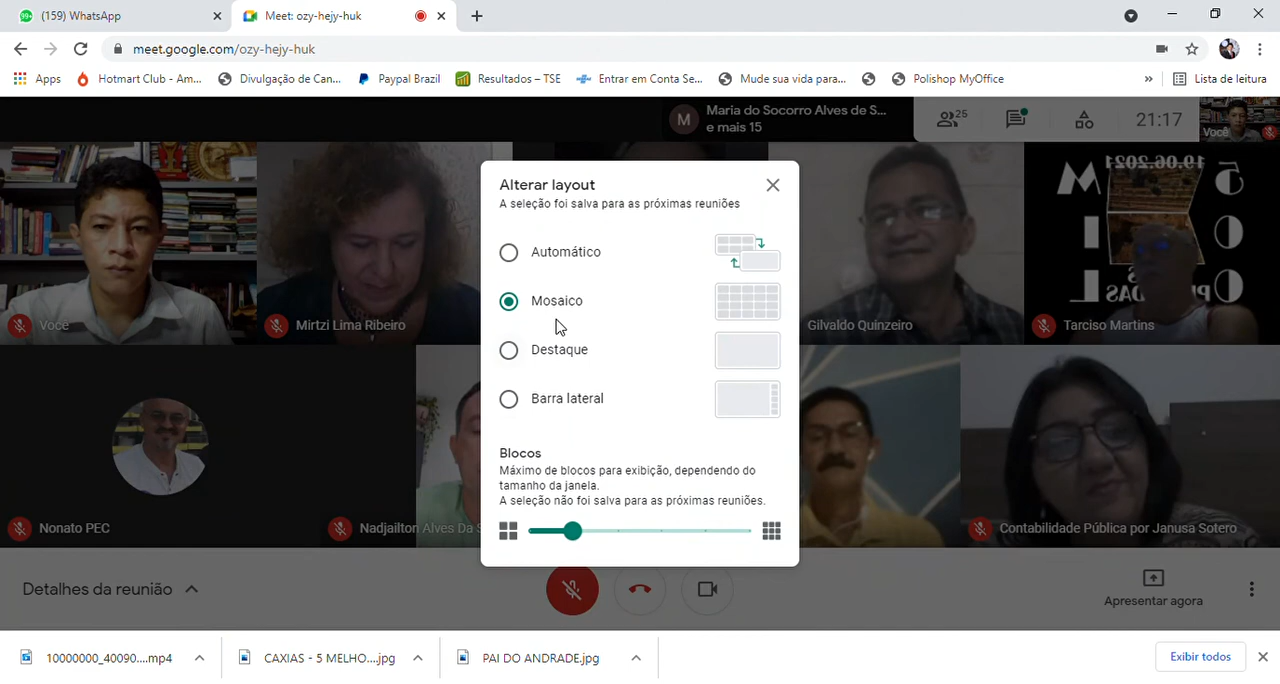 (159) WhatsApp
Meet: ozy-hejy-huk
meet.google.com/ozy-hejy-huk
Apps
Hotmart Club - Am...
Divulgação de Can...
Paypal Brazil
Resultados – TSE
Entrar em Conta Se...
Mude sua vida para...
Polishop MyOffice
»
Lista de leitura
M
Maria do Socorro Alves de S...
e mais 15
25
21:17
Você
19.06.2021
Alterar layout
A seleção foi salva para as próximas reuniões
Automático
Mosaico
Destaque
Barra lateral
Blocos
Máximo de blocos para exibição, dependendo do
tamanho da janela.
A seleção não foi salva para as próximas reuniões.
Você
Mirtzi Lima Ribeiro
Gilvaldo Quinzeiro
Tarciso Martins
Nonato PEC
Nadjailton Alves Da S
Contabilidade Pública por Janusa Sotero
Detalhes da reunião
Apresentar agora
10000000_40090....mp4
CAXIAS - 5 MELHO....jpg
PAI DO ANDRADE.jpg
Exibir todos